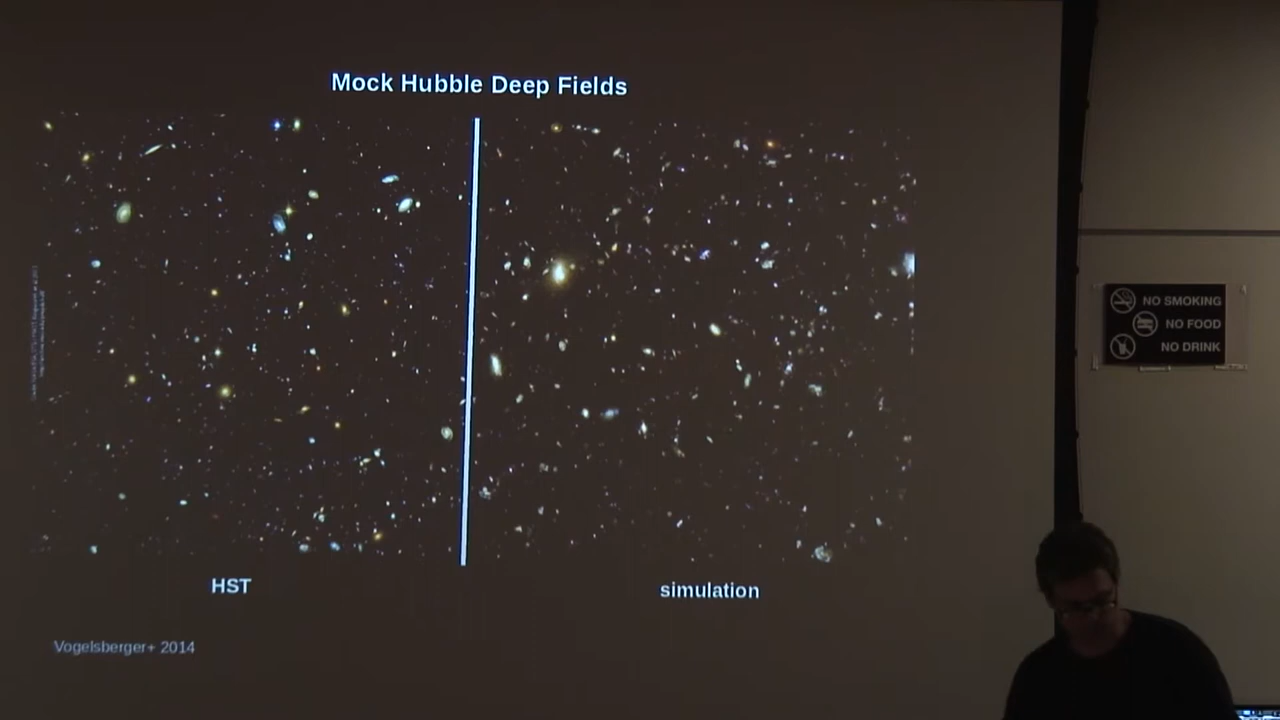 Mock Hubble Deep Fields
HST
simulation
Vogelsberger+ 2014
NO SMOKING
NO FOOD
NO DRINK